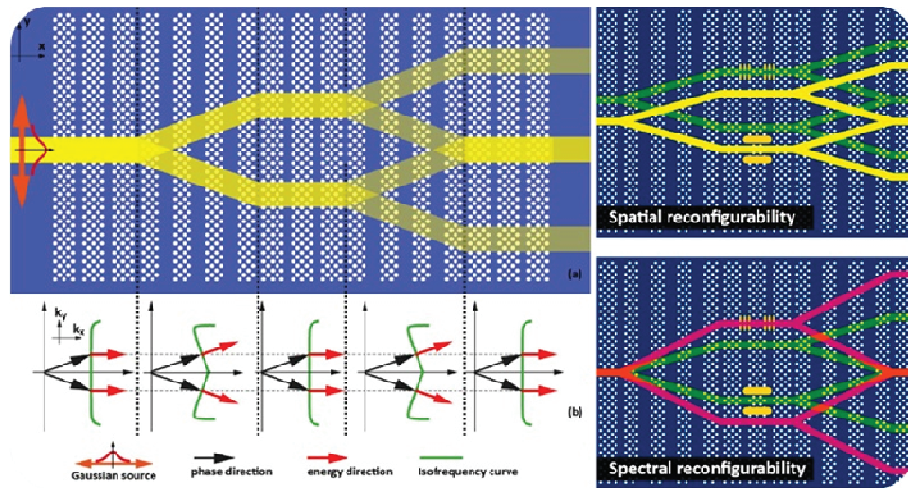 y
x
(a)
Spatial reconfigurability
ky
kx
(b)
Gaussian source
phase direction
energy direction
isofrequency curve
Spectral reconfigurability